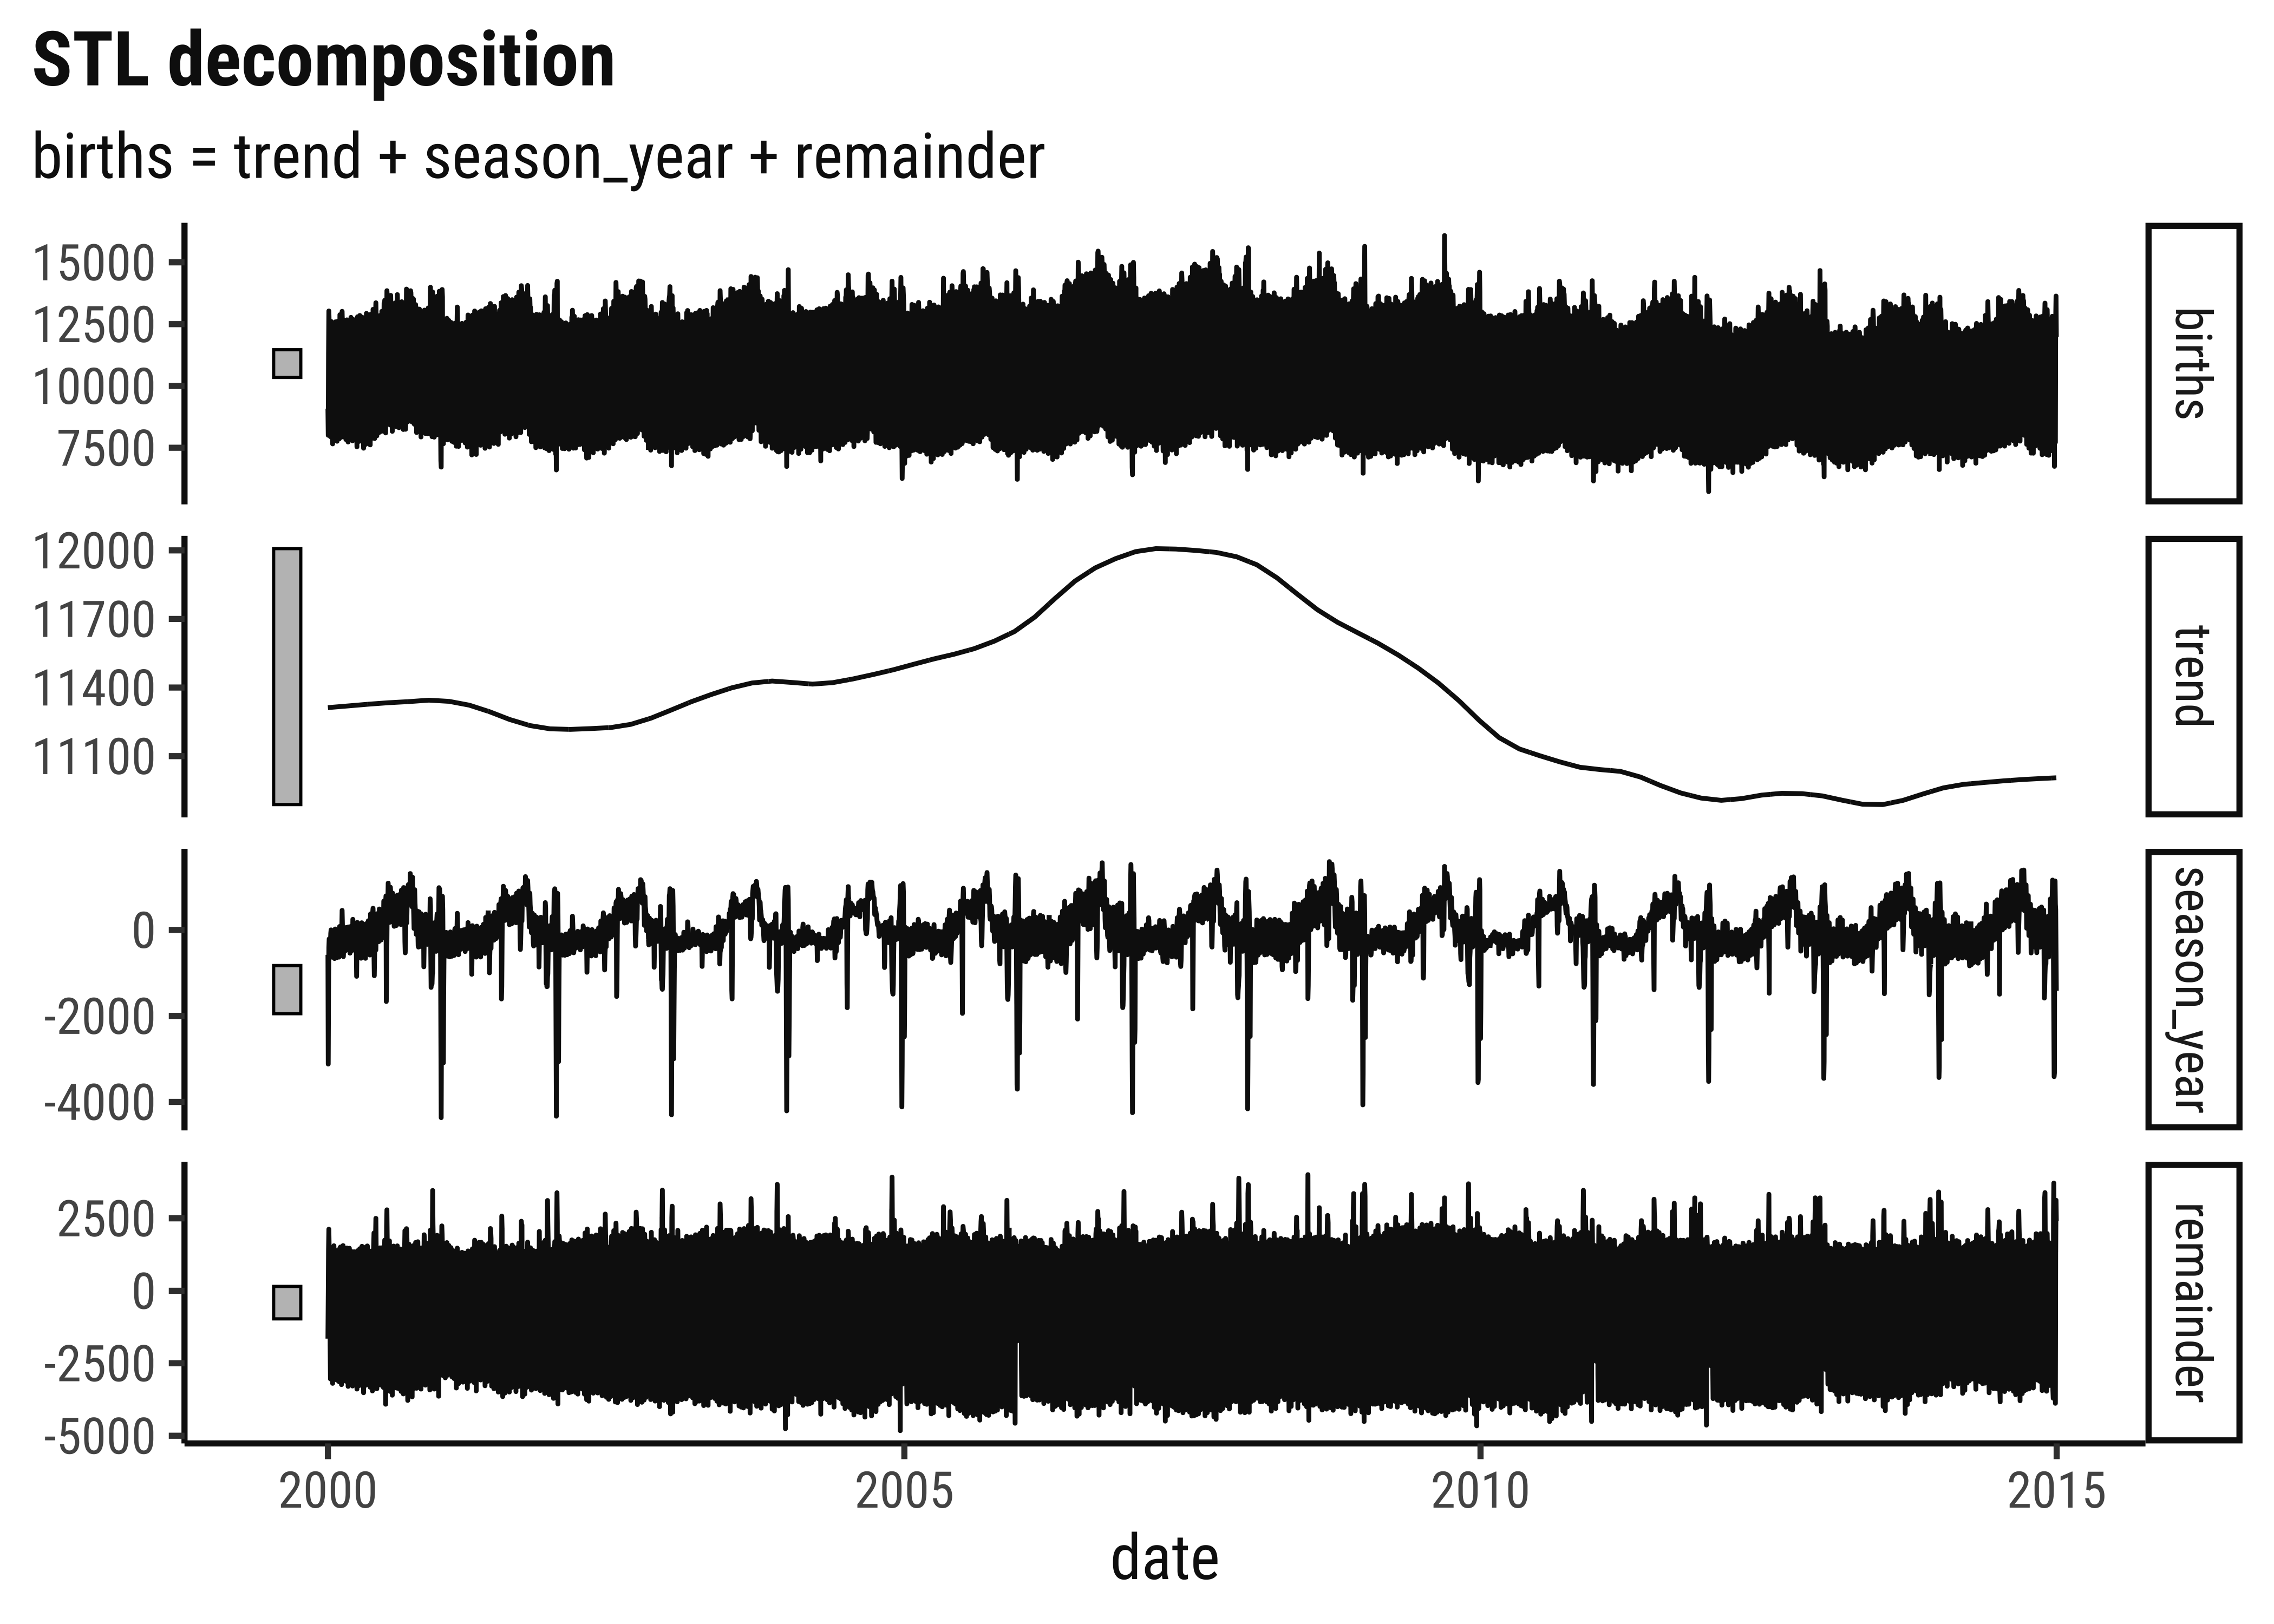 STL decomposition
births = trend + season_year + remainder
15000
12500
10000
7500
births
12000
11700
11400
11100
trend
0
-2000
-4000
season_year
2500
0
-2500
-5000
remainder
2000 2005 2010 2015
date